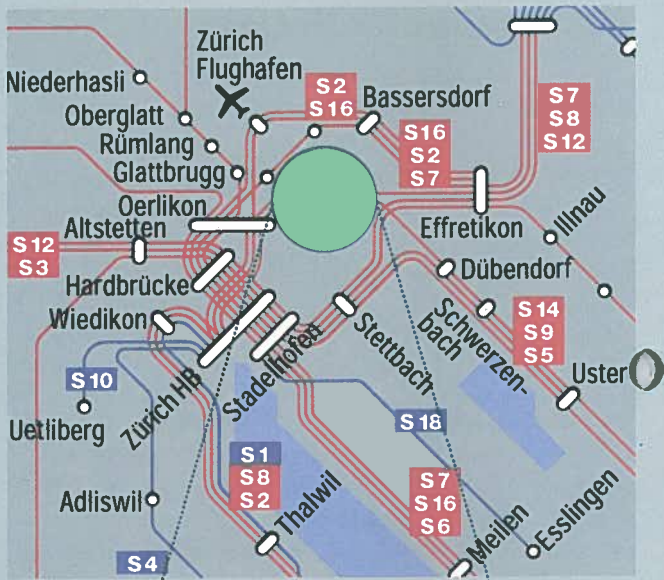 Zürich
Flughafen
Niederhasli
Oberglatt
Rümlang
Glattbrugg
Oerlikon
Altstetten
S12
S3
Hardbrücke
Wiedikon
S10
Uetliberg
Zürich HB
Adliswil
S4
S2
S16
Bassersdorf
S16
S2
S7
S7
S8
S12
Effretikon
Illnau
Dübendorf
Schwerzen-
bach
S14
S9
S5
Uster
Stettbach
Stadelhofen
S18
S1
S8
S2
Thalwil
S7
S16
S6
Meilen
Esslingen